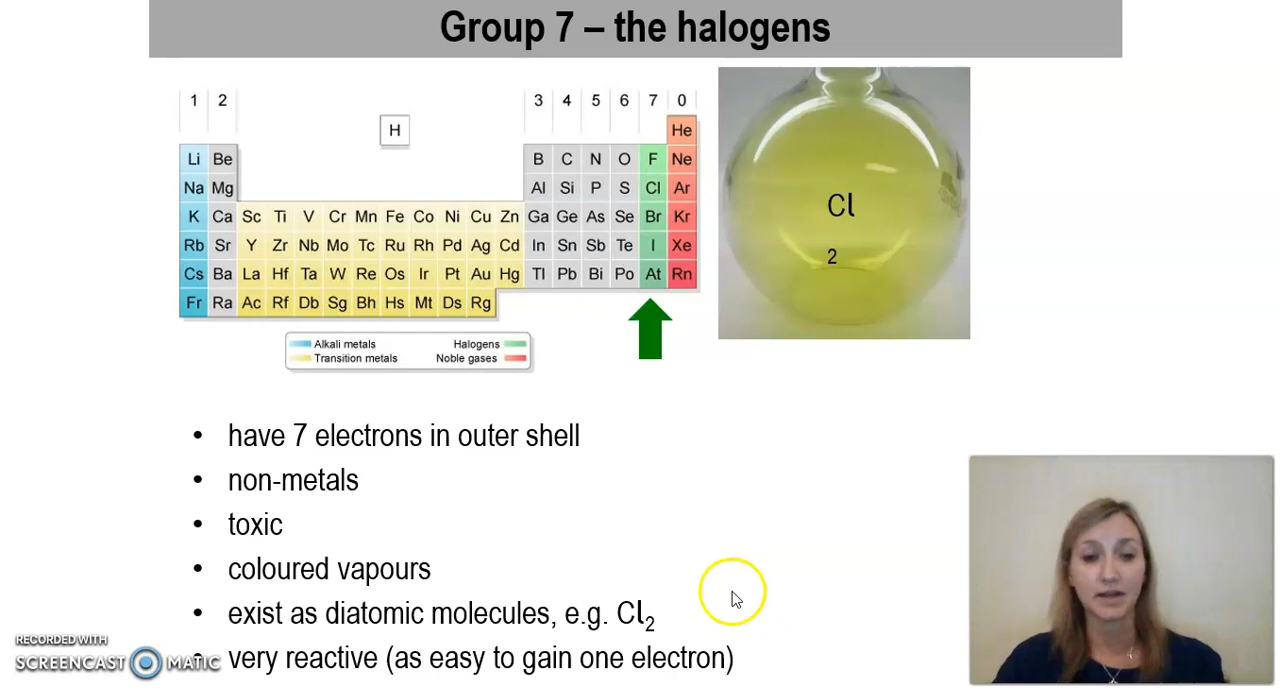 Group 7 – the halogens
1 2 3 4 5 6 7 0
H He
Li Be B C N O F Ne
Na Mg Al Si P S Cl Ar
K Ca Sc Ti V Cr Mn Fe Co Ni Cu Zn Ga Ge As Se Br Kr
Rb Sr Y Zr Nb Mo Tc Ru Rh Pd Ag Cd In Sn Sb Te I Xe
Cs Ba La Hf Ta W Re Os Ir Pt Au Hg Tl Pb Bi Po At Rn
Fr Ra Ac Rf Db Sg Bh Hs Mt Ds Rg
Alkali metals Halogens
Transition metals Noble gases
Cl
2
• have 7 electrons in outer shell
• non-metals
• toxic
• coloured vapours
• exist as diatomic molecules, e.g. Cl₂
• very reactive (as easy to gain one electron)
RECORDED WITH
SCREENCAST MATIC